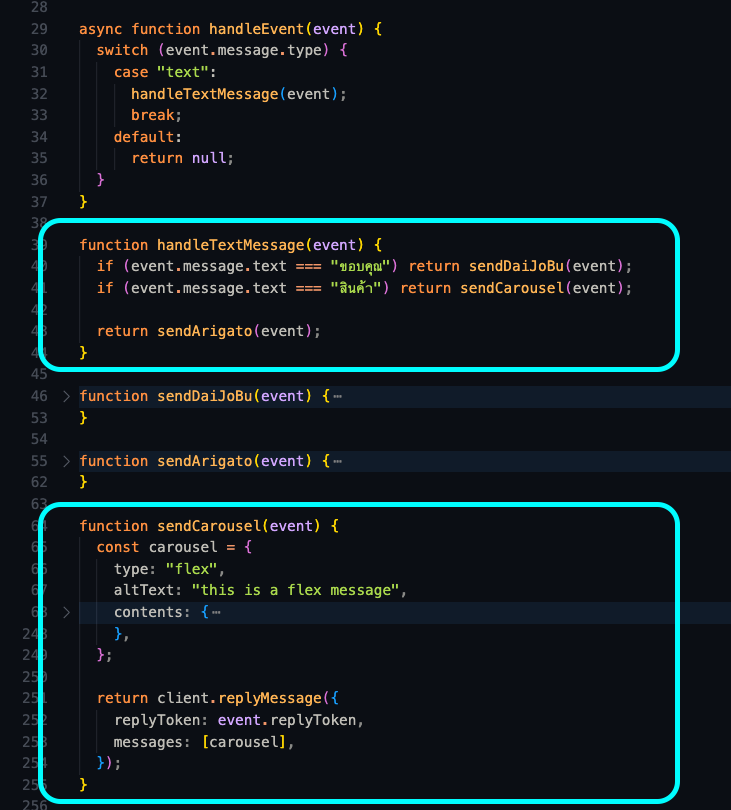 28
29 async function handleEvent(event) {
30 switch (event.message.type) {
31 case "text":
32 handleTextMessage(event);
33 break;
34 default:
35 return null;
36 }
37 }
38
39 function handleTextMessage(event) {
40 if (event.message.text === "ขอบคุณ") return sendDaiJoBu(event);
41 if (event.message.text === "สินค้า") return sendCarousel(event);
42
43 return sendArigato(event);
44 }
45
46 > function sendDaiJoBu(event) { ⋯
53 }
54
55 > function sendArigato(event) { ⋯
62 }
63
64 function sendCarousel(event) {
65 const carousel = {
66 type: "flex",
67 altText: "this is a flex message",
68 > contents: { ⋯
248 },
249 };
250
251 return client.replyMessage({
252 replyToken: event.replyToken,
253 messages: [carousel],
254 });
255 }
256